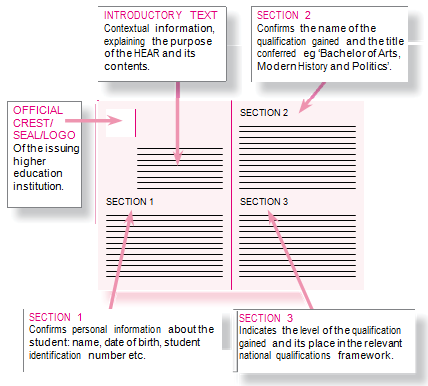 INTRODUCTORY TEXT
Contextual information,
explaining the purpose
of the HEAR and its
contents.
SECTION 2
Confirms the name of the
qualification gained and the title
conferred eg ‘Bachelor of Arts,
Modern History and Politics’.
OFFICIAL
CREST/
SEAL/LOGO
Of the issuing
higher
education
institution.
SECTION 2
SECTION 1
SECTION 3
SECTION 1
Confirms personal information about the
student: name, date of birth, student
identification number etc.
SECTION 3
Indicates the level of the qualification
gained and its place in the relevant
national qualifications framework.